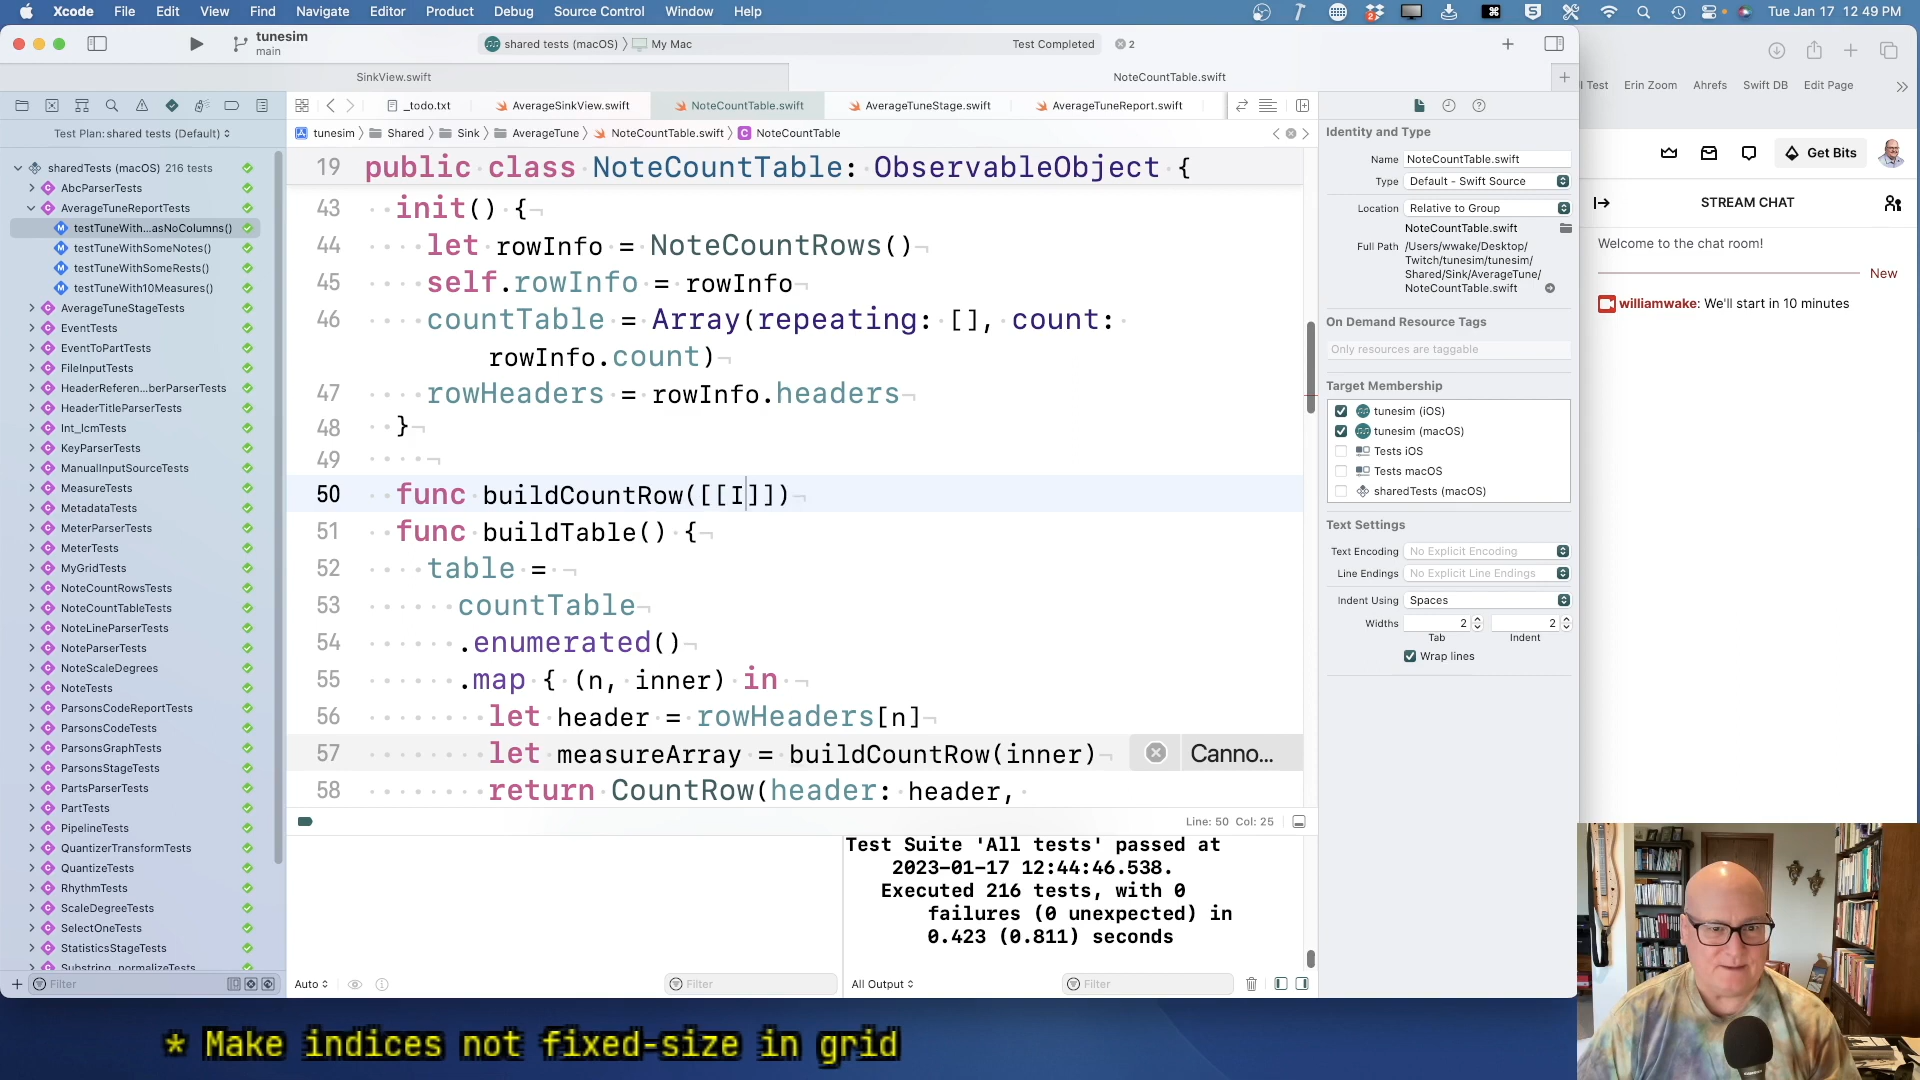 Xcode File Edit View Find Navigate Editor Product Debug Source Control Window Help
Tue Jan 17 12:49 PM
tunesim
main
shared tests (macOS) My Mac Test Completed 2
SinkView.swift NoteCountTable.swift
l Test Erin Zoom Ahrefs Swift DB Edit Page
_todo.txt AverageSinkView.swift NoteCountTable.swift AverageTuneStage.swift AverageTuneReport.swift
Test Plan: shared tests (Default)
tunesim Shared Sink AverageTune NoteCountTable.swift NoteCountTable
sharedTests (macOS) 216 tests
AbcParserTests
AverageTuneReportTests
testTuneWith...asNoColumns()
testTuneWithSomeNotes()
testTuneWithSomeRests()
testTuneWith10Measures()
AverageTuneStageTests
EventTests
EventToPartTests
FileInputTests
HeaderReferen...berParserTests
HeaderTitleParserTests
Int_lcmTests
KeyParserTests
ManualInputSourceTests
MeasureTests
MetadataTests
MeterParserTests
MeterTests
MyGridTests
NoteCountRowsTests
NoteCountTableTests
NoteLineParserTests
NoteParserTests
NoteScaleDegrees
NoteTests
ParsonsCodeReportTests
ParsonsCodeTests
ParsonsGraphTests
ParsonsStageTests
PartsParserTests
PartTests
PipelineTests
QuantizerTransformTests
QuantizeTests
RhythmTests
ScaleDegreeTests
SelectOneTests
StatisticsStageTests
Substring_normalizeTests
Filter
19 public class NoteCountTable: ObservableObject {
43 init() {
44 let rowInfo = NoteCountRows()
45 self.rowInfo = rowInfo
46 countTable = Array(repeating: [], count:
rowInfo.count)
47 rowHeaders = rowInfo.headers
48 }
49
50 func buildCountRow([[I]])
51 func buildTable() {
52 table =
53 countTable
54 .enumerated()
55 .map { (n, inner) in
56 let header = rowHeaders[n]
57 let measureArray = buildCountRow(inner) Canno...
58 return CountRow(header: header,
Line: 50 Col: 25
Test Suite 'All tests' passed at
2023-01-17 12:44:46.538.
Executed 216 tests, with 0
failures (0 unexpected) in
0.423 (0.811) seconds
Auto Filter All Output Filter
Identity and Type
Name NoteCountTable.swift
Type Default - Swift Source
Location Relative to Group
NoteCountTable.swift
Full Path /Users/wwake/Desktop/
Twitch/tunesim/tunesim/
Shared/Sink/AverageTune/
NoteCountTable.swift
On Demand Resource Tags
Only resources are taggable
Target Membership
tunesim (iOS)
tunesim (macOS)
Tests iOS
Tests macOS
sharedTests (macOS)
Text Settings
Text Encoding No Explicit Encoding
Line Endings No Explicit Line Endings
Indent Using Spaces
Widths 2 2
Tab Indent
Wrap lines
Get Bits
STREAM CHAT
Welcome to the chat room!
New
williamwake: We'll start in 10 minutes
* Make indices not fixed-size in grid